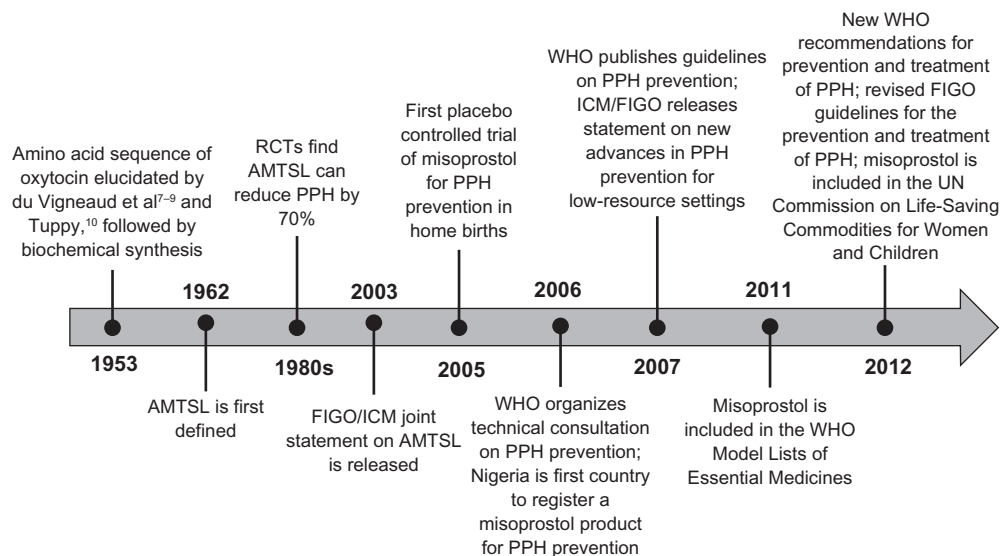 Amino acid sequence of
oxytocin elucidated by
du Vigneaud et al7–9 and
Tuppy,10 followed by
biochemical synthesis
1953
1962
AMTSL is first
defined
RCTs find
AMTSL can
reduce PPH by
70%
1980s
2003
FIGO/ICM joint
statement on AMTSL
is released
First placebo
controlled trial
of misoprostol
for PPH
prevention in
home births
2005
2006
WHO organizes
technical consultation
on PPH prevention;
Nigeria is first country
to register a
misoprostol product
for PPH prevention
WHO publishes guidelines
on PPH prevention;
ICM/FIGO releases
statement on new
advances in PPH
prevention for
low-resource settings
2007
2011
Misoprostol is
included in the WHO
Model Lists of
Essential Medicines
New WHO
recommendations for
prevention and treatment
of PPH; revised FIGO
guidelines for the
prevention and treatment
of PPH; misoprostol is
included in the UN
Commission on Life-Saving
Commodities for Women
and Children
2012